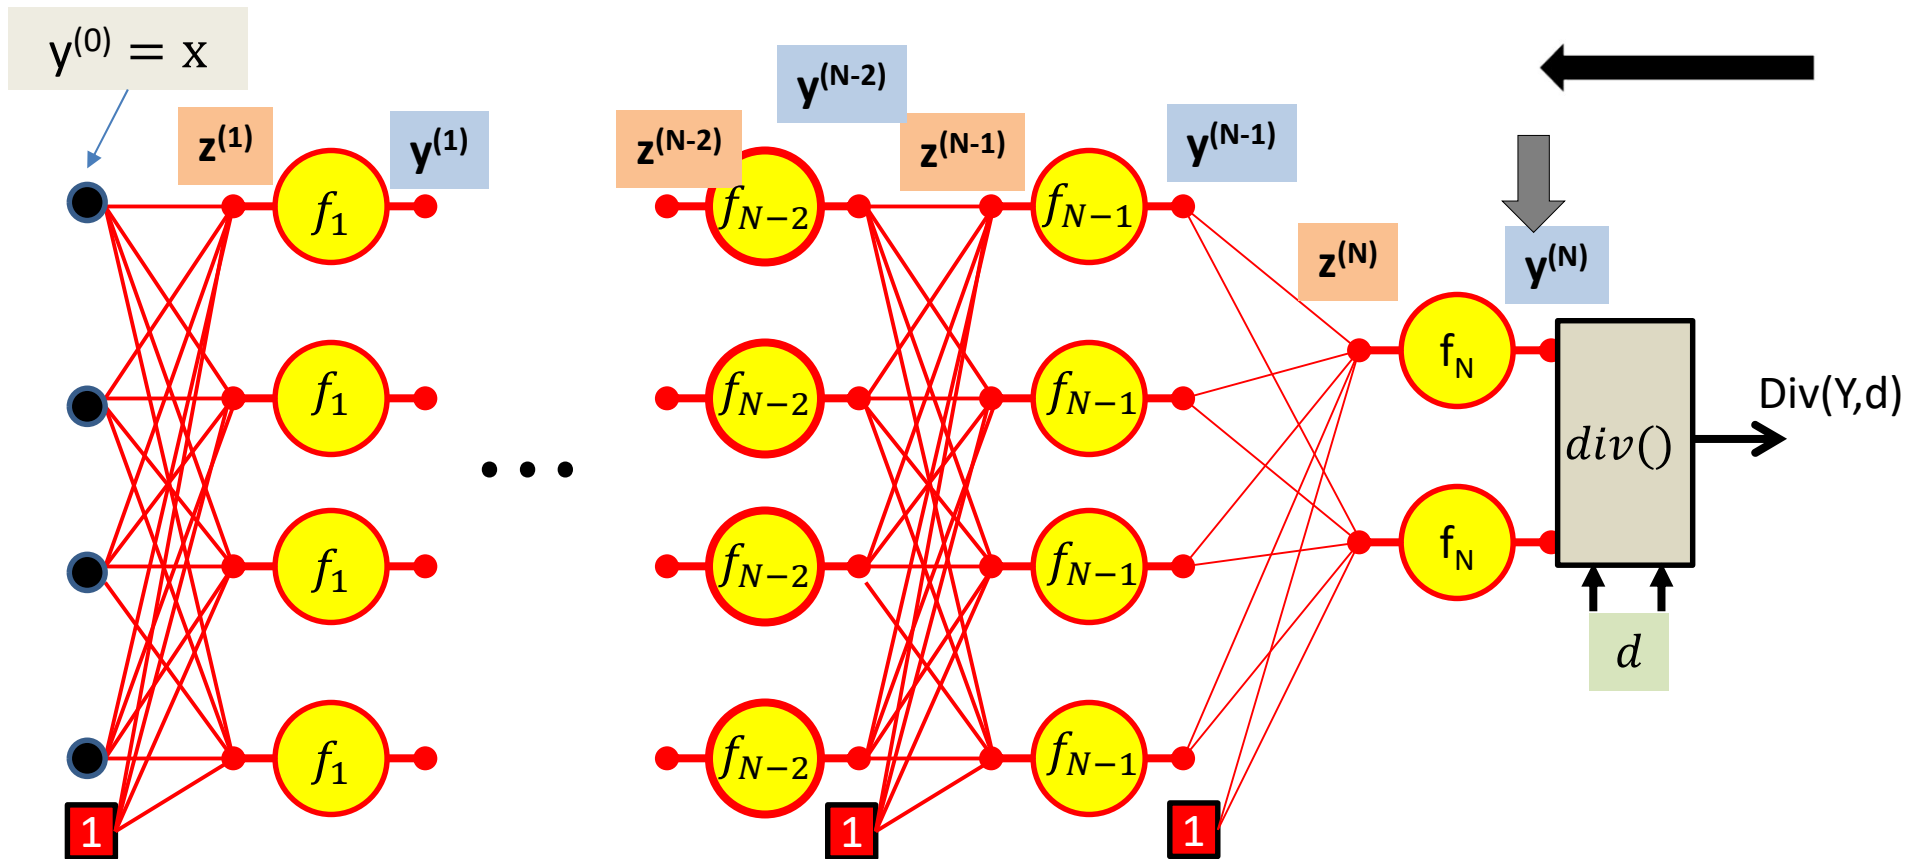 y(0) = x
z(1)
y(1)
z(N-2)
y(N-2)
z(N-1)
y(N-1)
z(N)
y(N)
f1
fN−2
fN−1
fN
f1
fN−2
fN−1
fN
f1
fN−2
fN−1
f1
fN−2
fN−1
...
div()
Div(Y,d)
d
1
1
1